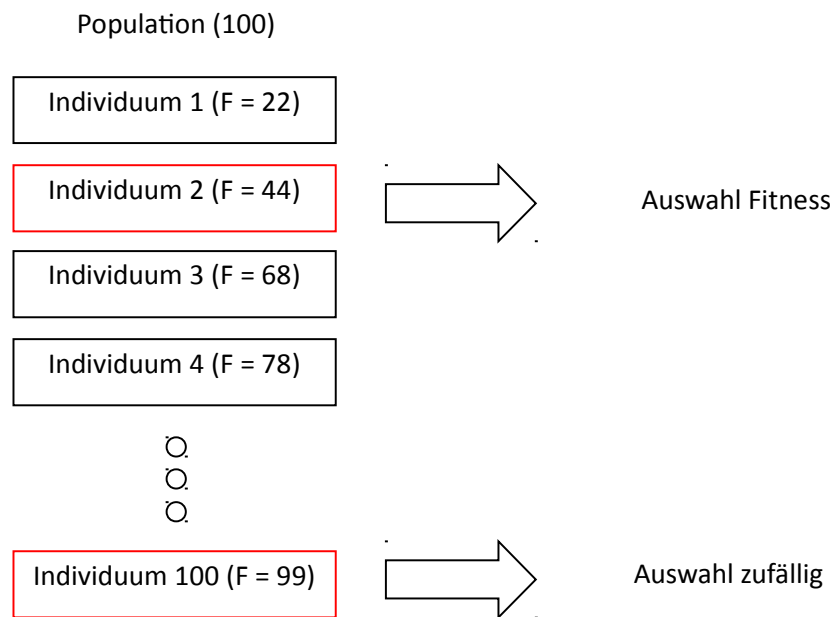 Population (100)
Individuum 1 (F = 22)
Individuum 2 (F = 44)
Auswahl Fitness
Individuum 3 (F = 68)
Individuum 4 (F = 78)
Individuum 100 (F = 99)
Auswahl zufällig